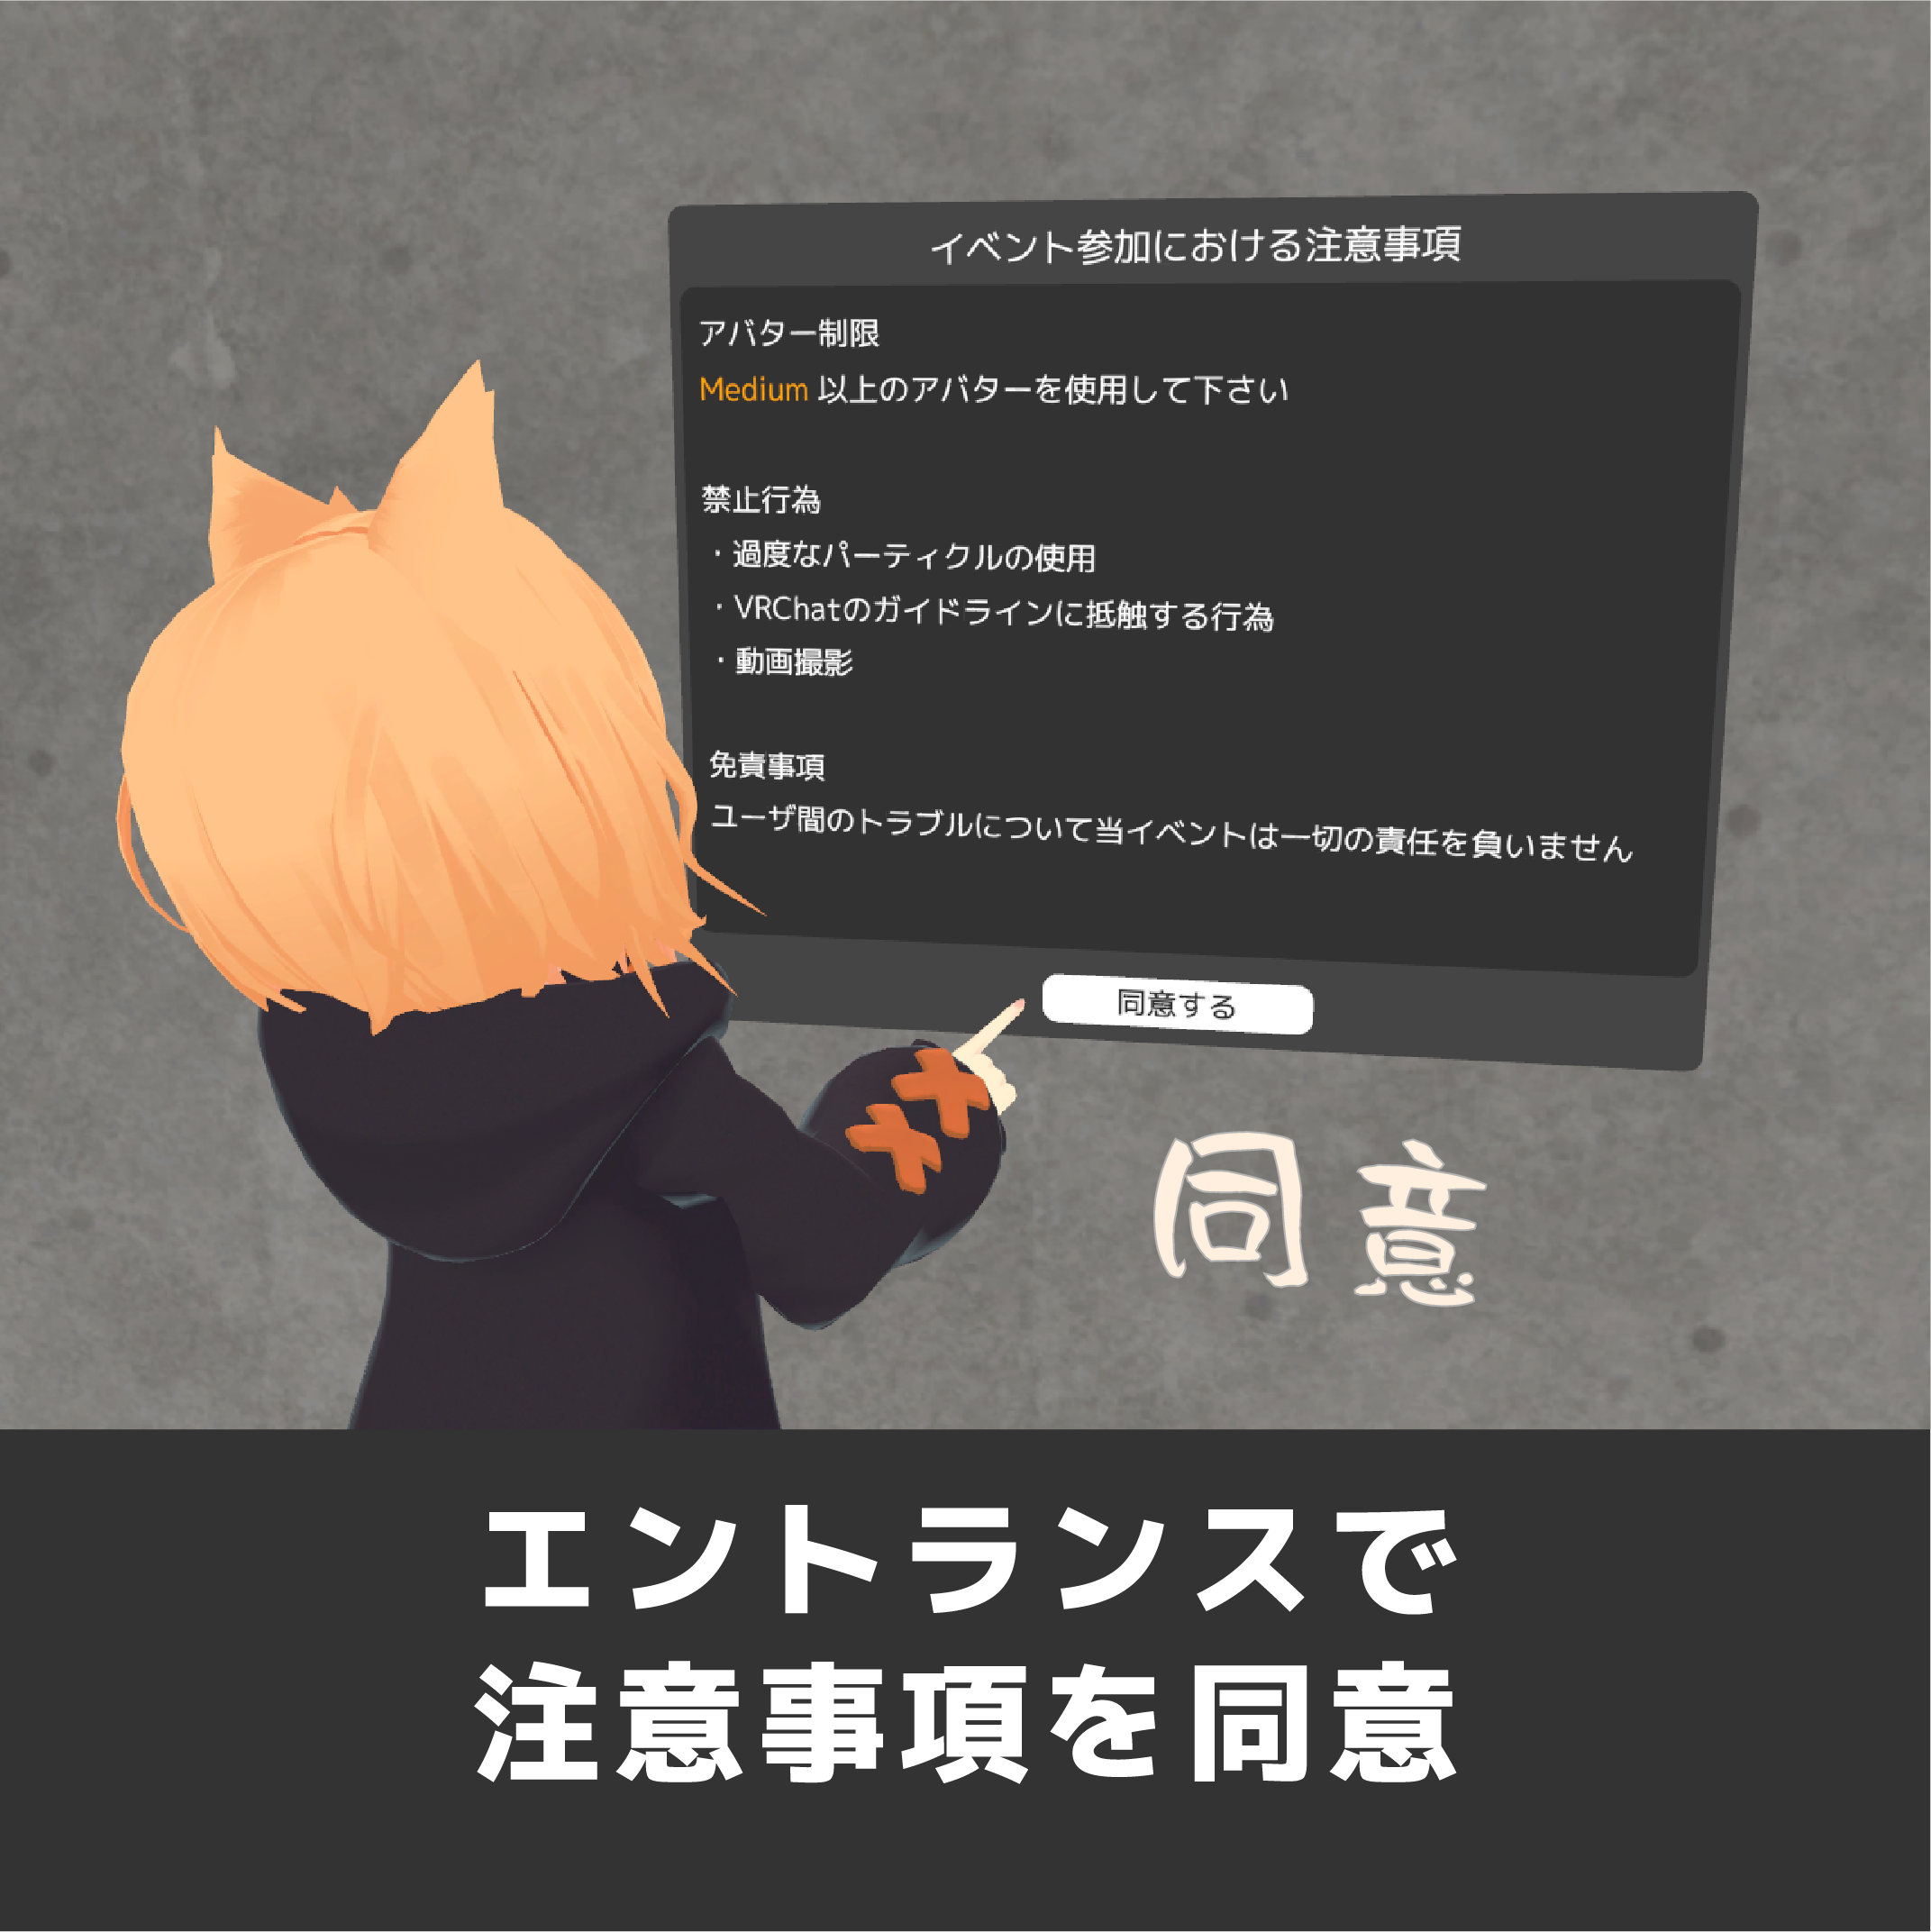 イベント参加における注意事項
アバター制限
Medium 以上のアバターを使用して下さい
禁止行為
・過度なパーティクルの使用
・VRChatのガイドラインに抵触する行為
・動画撮影
免責事項
ユーザ間のトラブルについて当イベントは一切の責任を負いません
同意する
同意
エントランスで
注意事項を同意